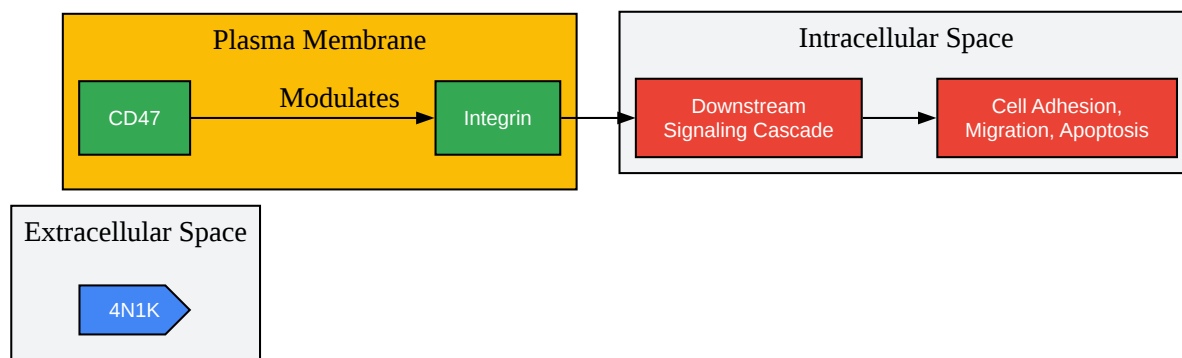 Plasma Membrane
CD47
Modulates
Integrin
Intracellular Space
Downstream
Signaling Cascade
Cell Adhesion,
Migration, Apoptosis
Extracellular Space
4N1K